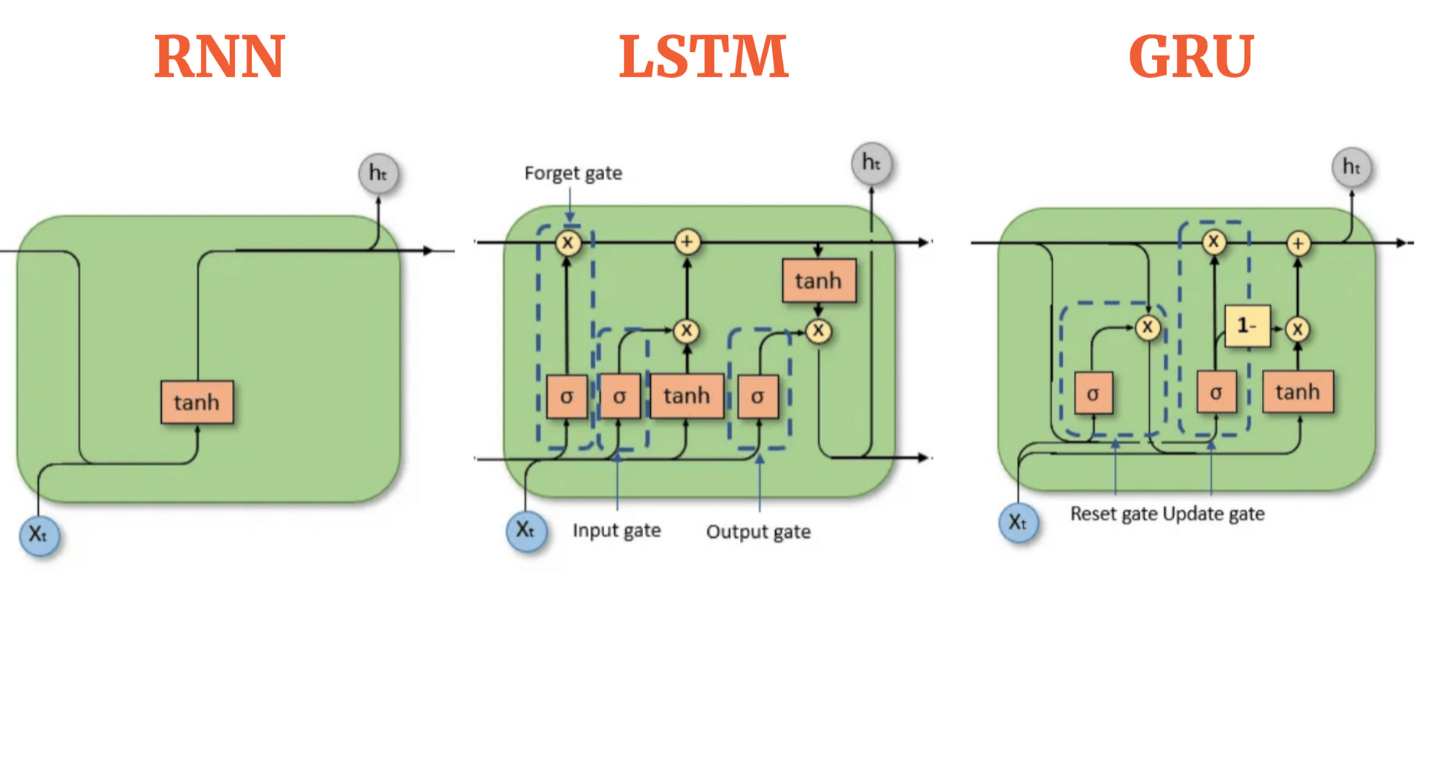 RNN
LSTM
GRU
hₜ
tanh
Xₜ
Forget gate
hₜ
x
+
tanh
x
x
σ
σ
tanh
σ
Xₜ
Input gate
Output gate
hₜ
x
+
x
1-
x
σ
σ
tanh
Xₜ
Reset gate
Update gate